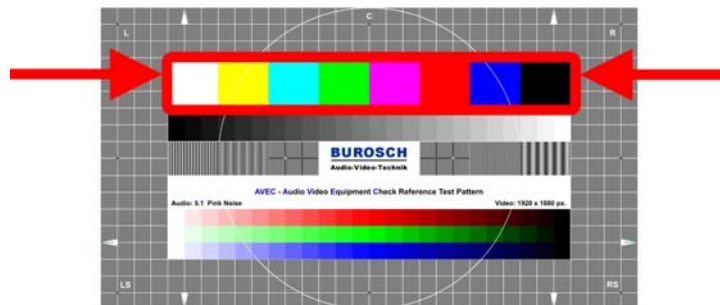 C
L R
BUROSCH
Audio-Video-Technik
AVEC - Audio Video Equipment Check Reference Test Pattern
Audio: 5.1 Pink Noise Video: 1920 x 1080 ps.
LS RS